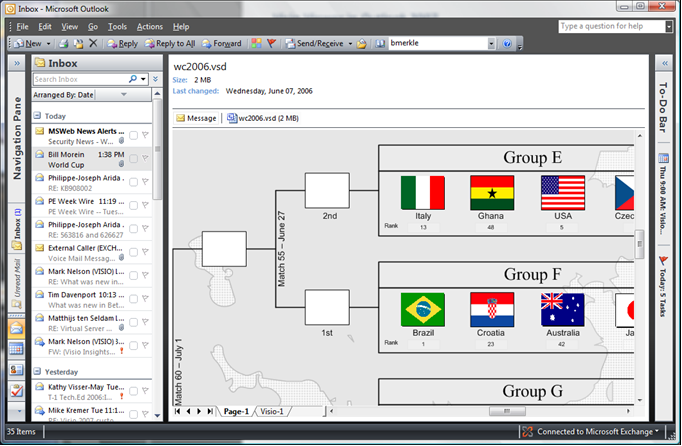 Inbox - Microsoft Outlook
File Edit View Go Tools Actions Help
Type a question for help
New Reply Reply to All Forward Send/Receive bmerkle
Navigation Pane
Inbox
Unread Mail
Inbox
Search Inbox
Arranged By: Date
Today
MSWeb News Alerts ...
Security News - W...
Bill Morein 1:38 PM
World Cup
Philippe-Joseph Arida .
RE: KB908002
PE Week Wire 11:19 ...
PE Week Wire – Tues...
Philippe-Joseph Arida .
RE: 563816 and 626627
External Caller (EXCH...
Voice Mail Messag...
Mark Nelson (VISIO) L...
What was new in ...
Tim Davenport 10:13 ...
What was new in Bet...
Matthijs ten Seldam I...
RE: Virtual Server ...
Mark Nelson (VISIO) 3...
FW: (Visio Insights...
Yesterday
Kathy Visser-May Tue...
T-1 Tech.Ed 2006:1...
Mike Kremer Tue 11:1...
wc2006.vsd
Size: 2 MB
Last changed: Wednesday, June 07, 2006
Message wc2006.vsd (2 MB)
Group E
Italy Ghana USA Czec
Rank 13 48 5
2nd
Match 55 – June 27
Group F
Brazil Croatia Australia Ja
Rank 1 23 42
1st
Match 60 – July 1
Group G
Page-1 Visio-1
To-Do Bar
Thu 9:00 AM: Visio...
Today: 5 Tasks
35 Items
Connected to Microsoft Exchange